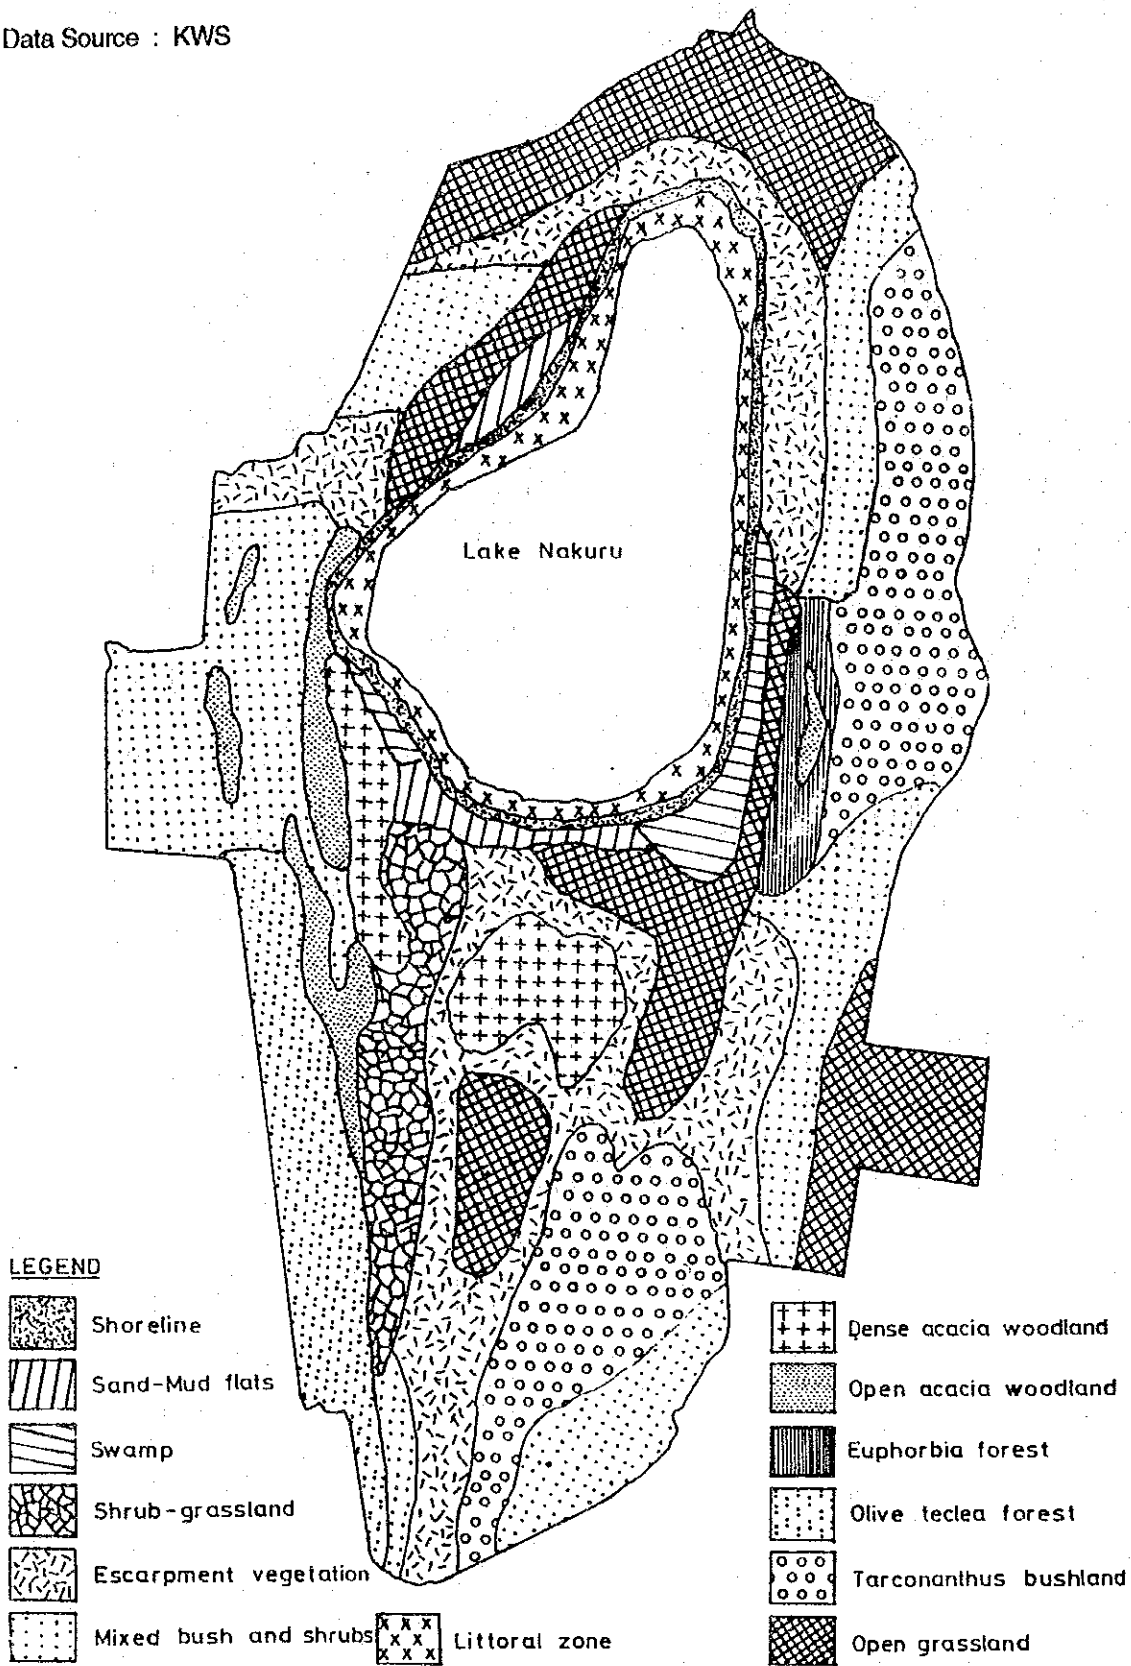 Data Source : KWS
Lake Nakuru
LEGEND
Shoreline
Sand-Mud flats
Swamp
Shrub-grassland
Escarpment vegetation
Mixed bush and shrubs
Littoral zone
Dense acacia woodland
Open acacia woodland
Euphorbia forest
Olive teclea forest
Tarconanthus bushland
Open grassland